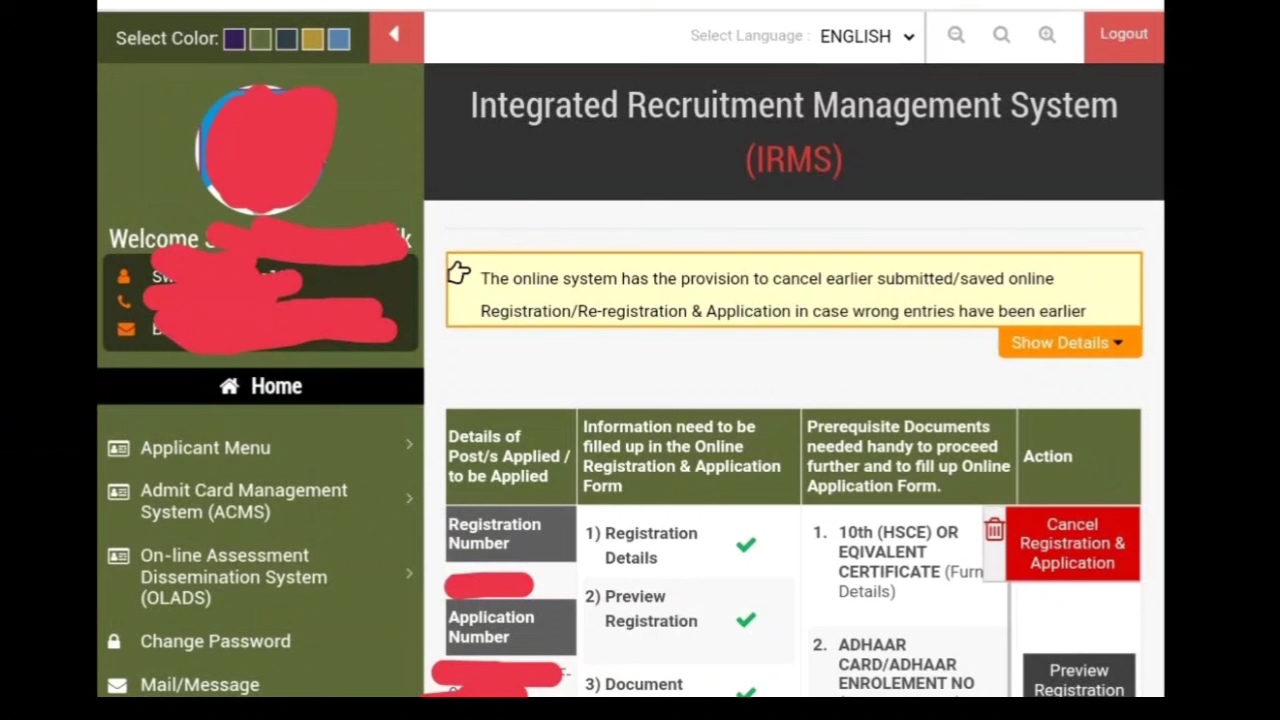 Select Color:
Select Language :
ENGLISH
Logout
Integrated Recruitment Management System
(IRMS)
Welcome
The online system has the provision to cancel earlier submitted/saved online
Registration/Re-registration & Application in case wrong entries have been earlier
Show Details
Home
Applicant Menu
Admit Card Management
System (ACMS)
On-line Assessment
Dissemination System
(OLADS)
Change Password
Mail/Message
Details of
Post/s Applied /
to be Applied
Information need to be
filled up in the Online
Registration & Application
Form
Prerequisite Documents
needed handy to proceed
further and to fill up Online
Application Form.
Action
Registration
Number
Application
Number
1) Registration
Details
2) Preview
Registration
3) Document
1. 10th (HSCE) OR
EQIVALENT
CERTIFICATE (Furn
Details)
2. ADHAAR
CARD/ADHAAR
ENROLEMENT NO
Cancel
Registration &
Application
Preview
Registration